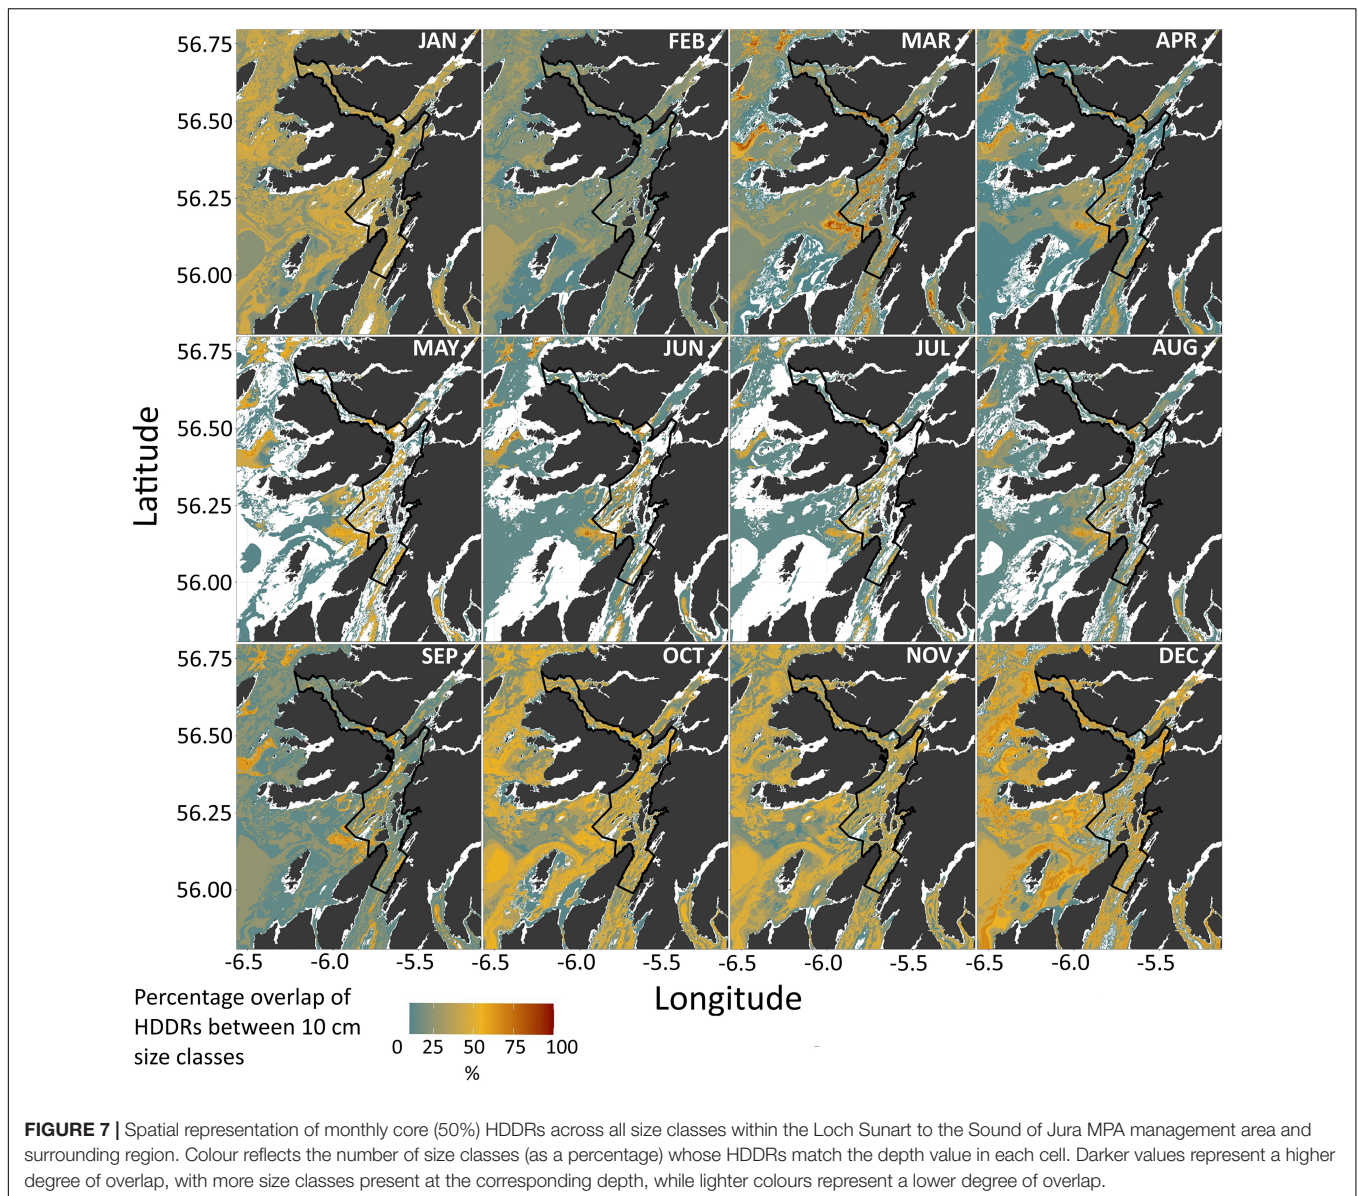 JAN FEB MAR APR
56.75
56.50
56.25
56.00
MAY JUN JUL AUG
56.75
56.50
56.25
56.00
SEP OCT NOV DEC
56.75
56.50
56.25
56.00
Latitude
-6.5 -6.0 -5.5 -6.5 -6.0 -5.5 -6.5 -6.0 -5.5 -6.5 -6.0 -5.5
Longitude
Percentage overlap of
HDDRs between 10 cm
size classes
0 25 50 75 100
%
FIGURE 7 | Spatial representation of monthly core (50%) HDDRs across all size classes within the Loch Sunart to the Sound of Jura MPA management area and
surrounding region. Colour reflects the number of size classes (as a percentage) whose HDDRs match the depth value in each cell. Darker values represent a higher
degree of overlap, with more size classes present at the corresponding depth, while lighter colours represent a lower degree of overlap.